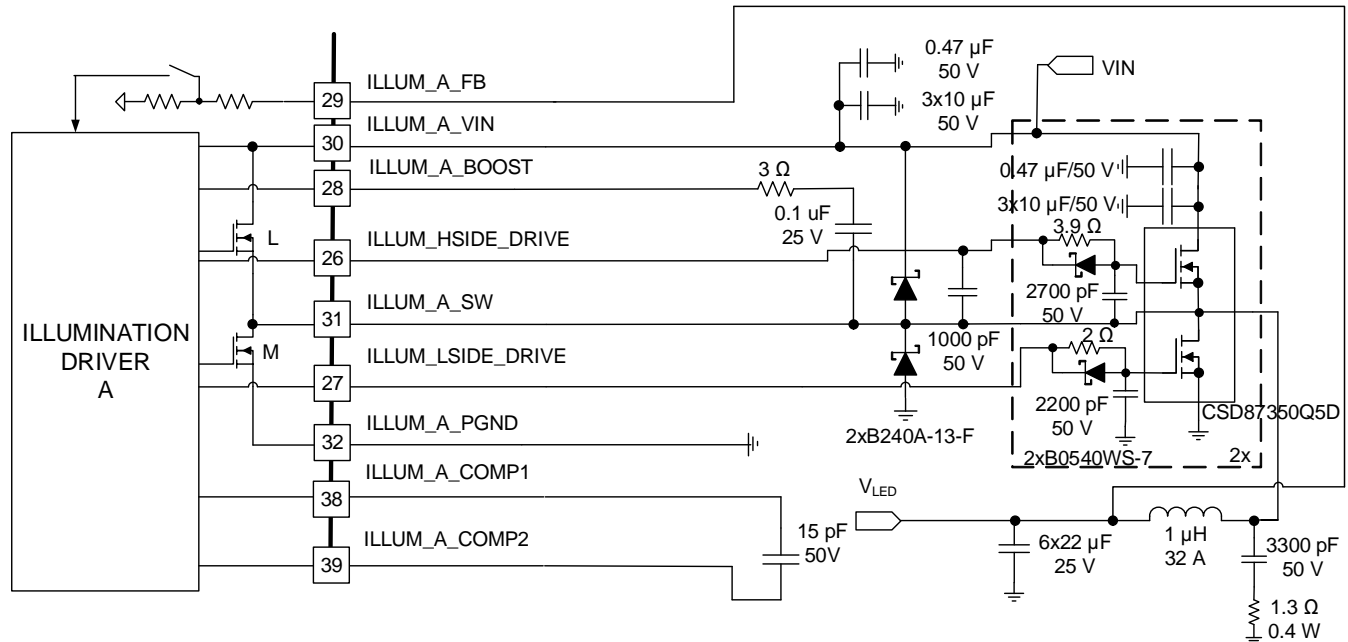 0.47 µF
50 V
VIN
ILLUM_A_FB
29
3x10 µF
50 V
ILLUM_A_VIN
30
ILLUM_A_BOOST
28
3 Ω
0.47 µF/50 V
0.1 uF
25 V
3x10 µF/50 V
L
ILLUM_HSIDE_DRIVE
26
3.9 Ω
ILLUM_A_SW
31
2700 pF
50 V
ILLUMINATION
DRIVER
A
M
ILLUM_LSIDE_DRIVE
27
1000 pF
50 V
2 Ω
2200 pF
50 V
CSD87350Q5D
ILLUM_A_PGND
32
2xB240A-13-F
2xB0540WS-7
2x
ILLUM_A_COMP1
38
VLED
15 pF
50V
6x22 µF
25 V
1 µH
32 A
3300 pF
50 V
ILLUM_A_COMP2
39
1.3 Ω
0.4 W